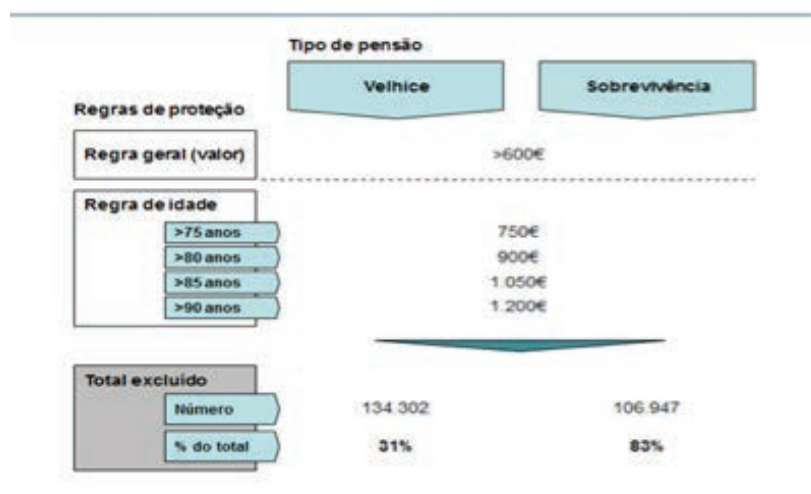 Tipo de pensão
Velhice Sobrevivência
Regras de proteção
Regra geral (valor) >600€
Regra de idade
>75 anos 750€
>80 anos 900€
>85 anos 1.050€
>90 anos 1.200€
Total excluído
Número 134.302 106.947
% do total 31% 83%